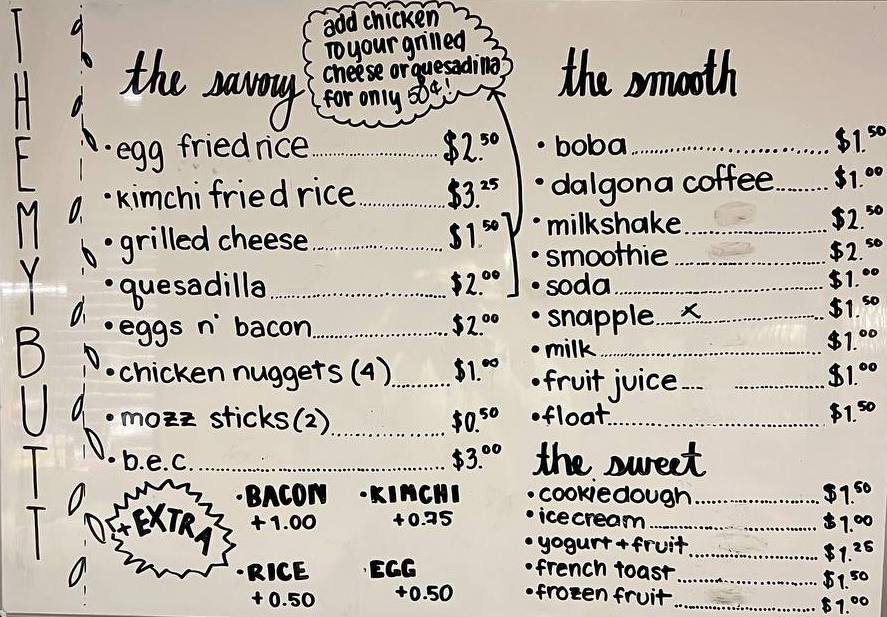 THEMYBUTT
the savory
add chicken
TO your grilled
cheese or quesadilla
for only 50¢!
•egg fried rice............$2.50
•kimchi fried rice............$3.25
•grilled cheese............$1.50
•quesadilla............$2.00
•eggs n' bacon............$2.00
•chicken nuggets (4)............$1.00
•mozz sticks(2)............$0.50
•b.e.c.............$3.00
+EXTRA
•BACON
+1.00
•KIMCHI
+0.75
•RICE
+0.50
•EGG
+0.50
the smooth
•boba............$1.50
•dalgona coffee............$1.00
•milkshake............$2.50
•smoothie............$2.50
•soda............$1.00
•snapple....x............$1.50
•milk............$1.00
•fruit juice............$1.00
•float............$1.50
the sweet
•cookiedough............$1.50
•icecream............$1.00
•yogurt+fruit............$1.25
•french toast............$1.50
•frozen fruit............$1.00